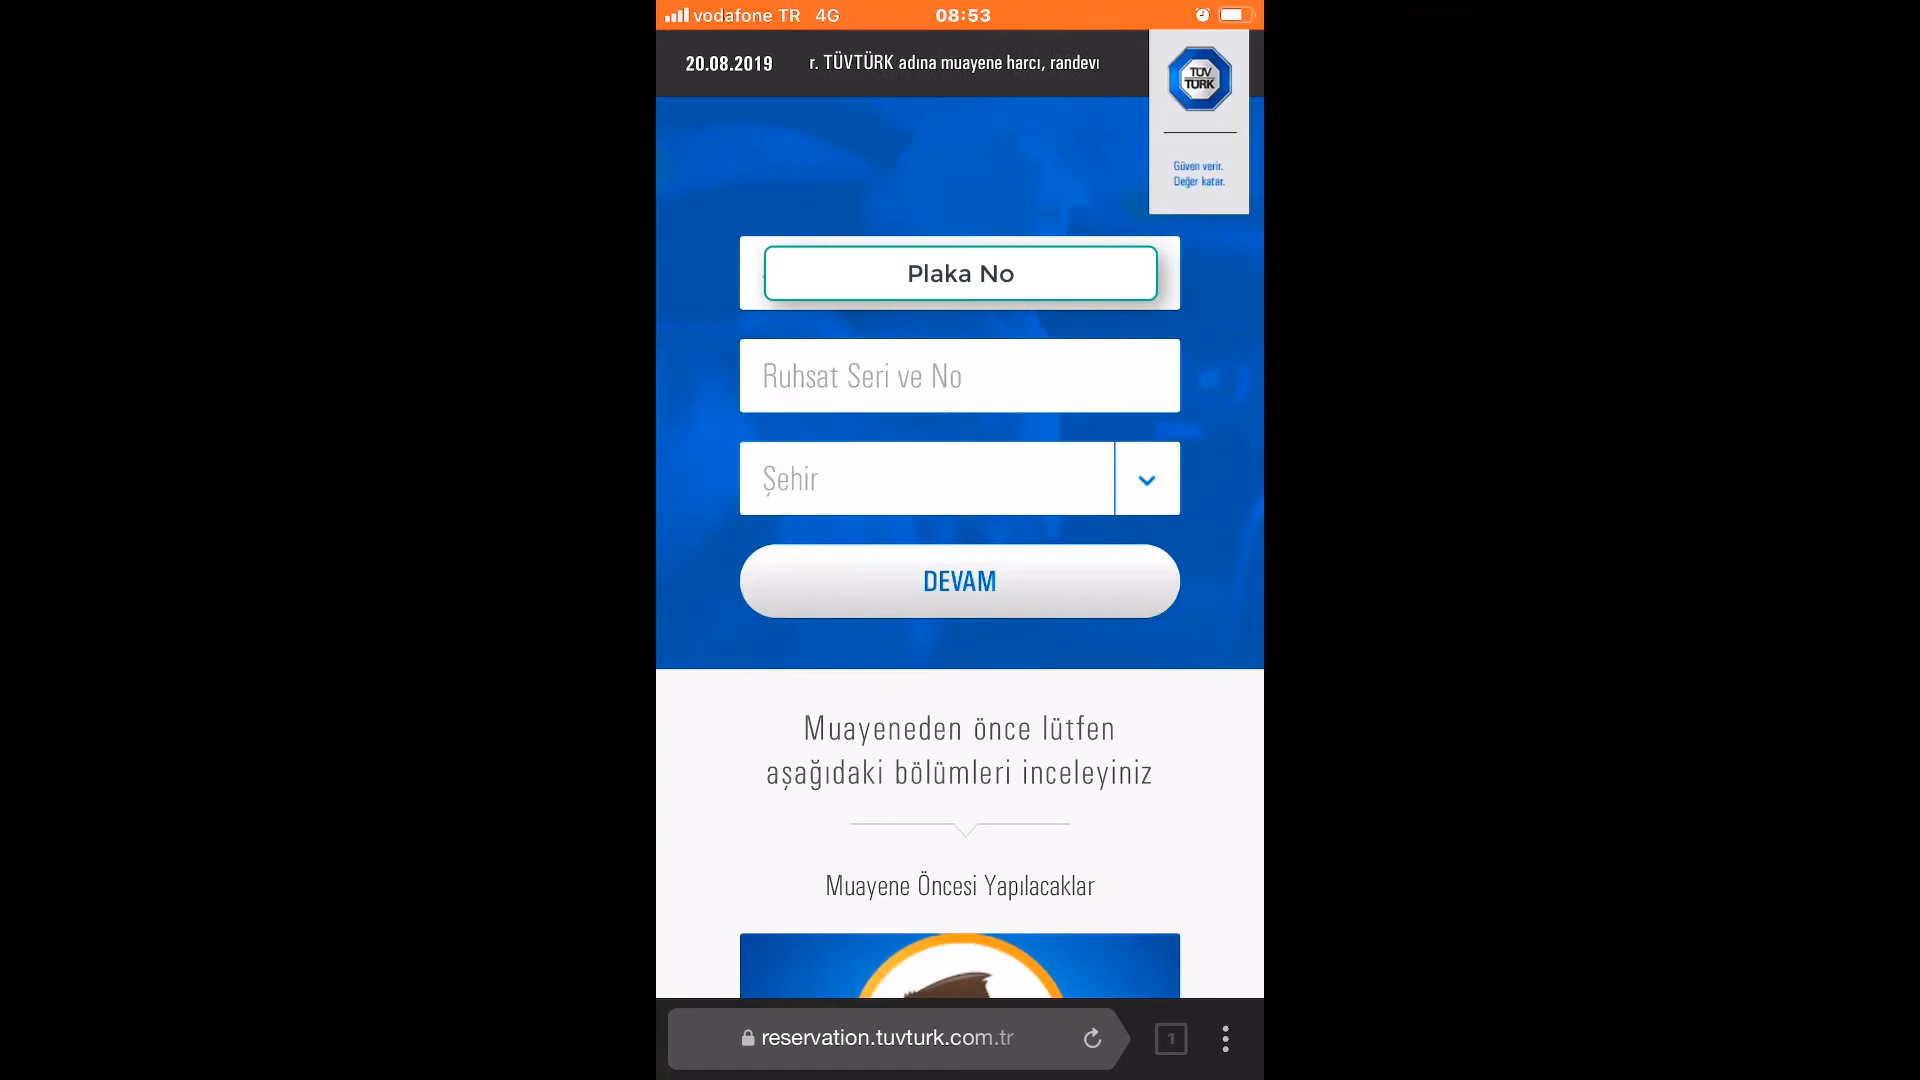 vodafone TR 4G 08:53
20.08.2019 r. TÜVTÜRK adına muayene harcı, randevı
TÜV
TÜRK
Güven verir.
Değer katar.
Plaka No
Ruhsat Seri ve No
Şehir
DEVAM
Muayeneden önce lütfen
aşağıdaki bölümleri inceleyiniz
Muayene Öncesi Yapılacaklar
reservation.tuvturk.com.tr 1